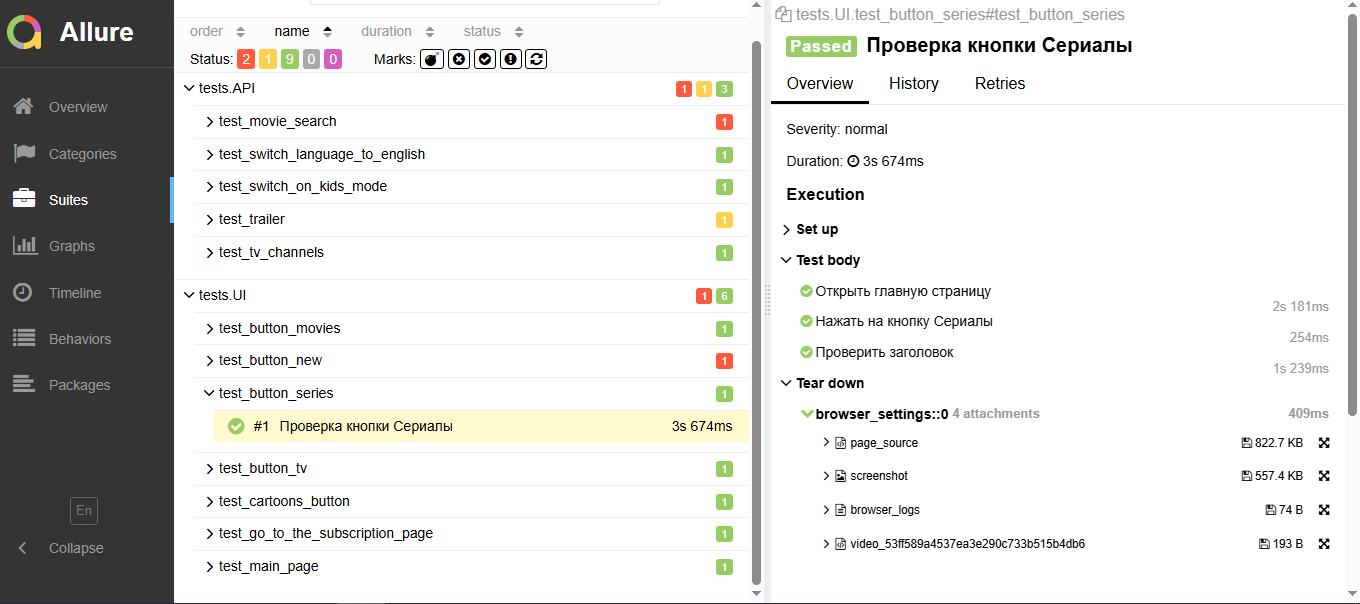 Allure
Overview
Categories
Suites
Graphs
Timeline
Behaviors
Packages
En
Collapse
order name duration status
Status: 2 1 9 0 0 Marks:
tests.API 1 1 3
test_movie_search 1
test_switch_language_to_english 1
test_switch_on_kids_mode 1
test_trailer 1
test_tv_channels 1
tests.UI 1 6
test_button_movies 1
test_button_new 1
test_button_series 1
#1 Проверка кнопки Сериалы 3s 674ms
test_button_tv 1
test_cartoons_button 1
test_go_to_the_subscription_page 1
test_main_page 1
tests.UI.test_button_series#test_button_series
Passed Проверка кнопки Сериалы
Overview History Retries
Severity: normal
Duration: 3s 674ms
Execution
Set up
Test body
Открыть главную страницу
2s 181ms
Нажать на кнопку Сериалы
254ms
Проверить заголовок
1s 239ms
Tear down
browser_settings::0 4 attachments 409ms
page_source 822.7 KB
screenshot 557.4 KB
browser_logs 74 B
video_53ff589a4537ea3e290c733b515b4db6 193 B